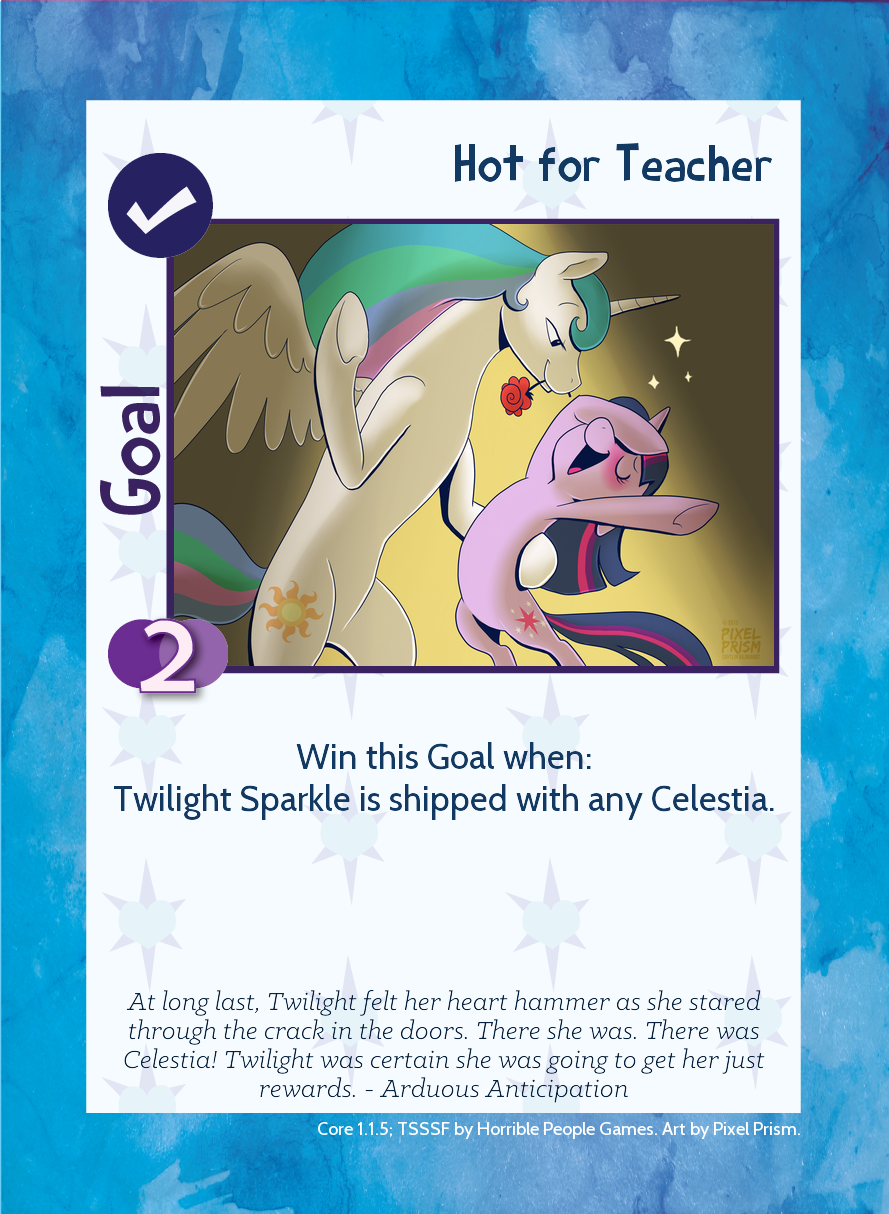 Hot for Teacher
Goal
2
PIXEL
PRISM
Win this Goal when:
Twilight Sparkle is shipped with any Celestia.
At long last, Twilight felt her heart hammer as she stared
through the crack in the doors. There she was. There was
Celestia! Twilight was certain she was going to get her just
rewards. - Arduous Anticipation
Core 1.1.5; TSSSF by Horrible People Games. Art by Pixel Prism.